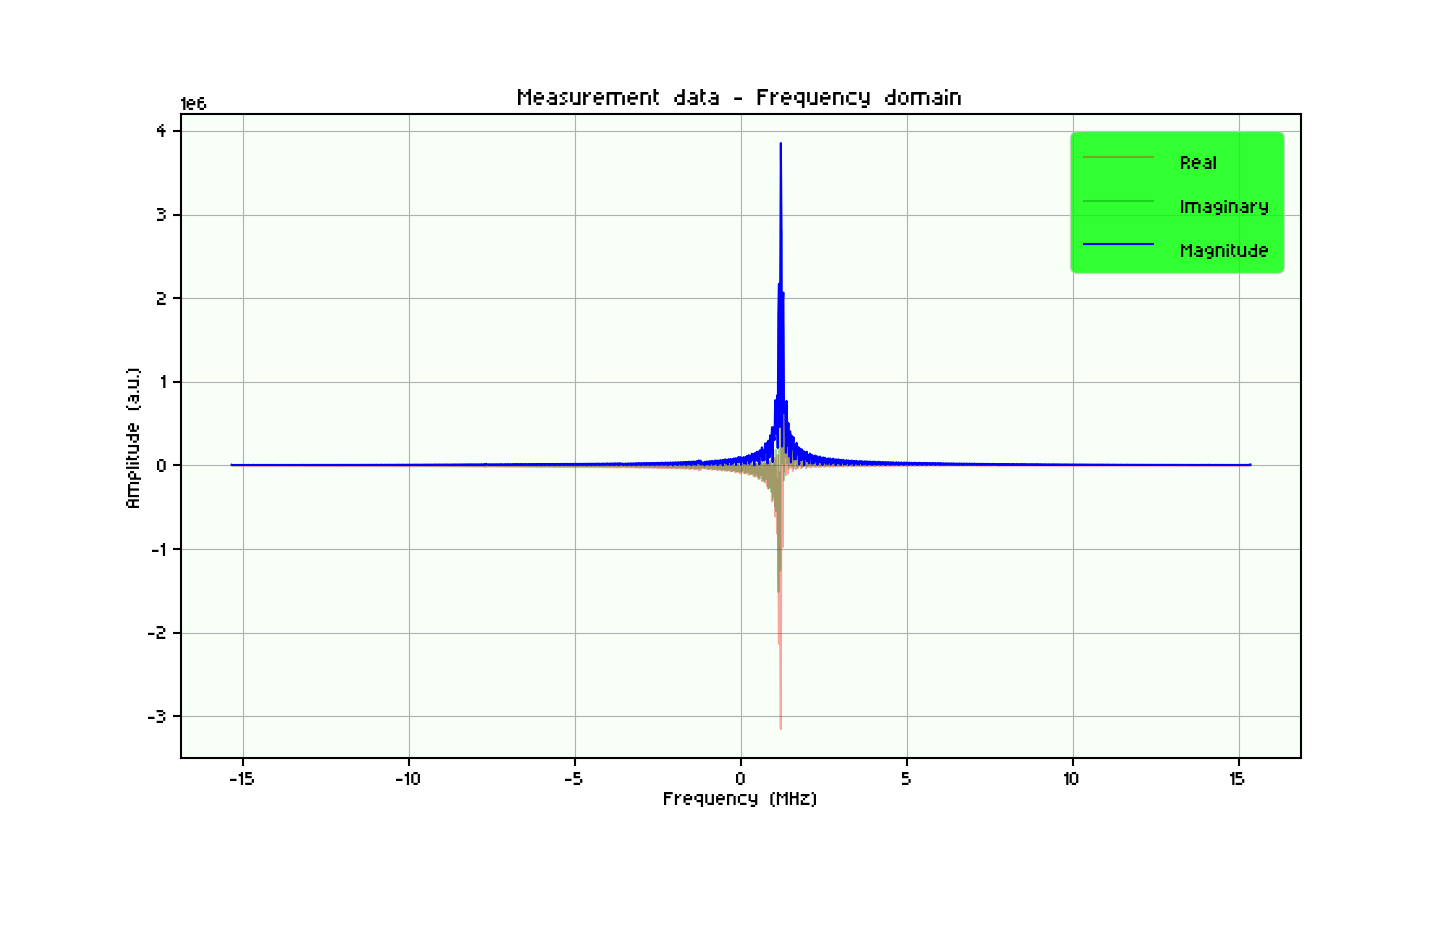 Measurement data - Frequency domain
1e6
4
3
2
1
0
-1
-2
-3
Amplitude (a.u.)
Real
Imaginary
Magnitude
-15
-10
-5
0
5
10
15
Frequency (MHz)